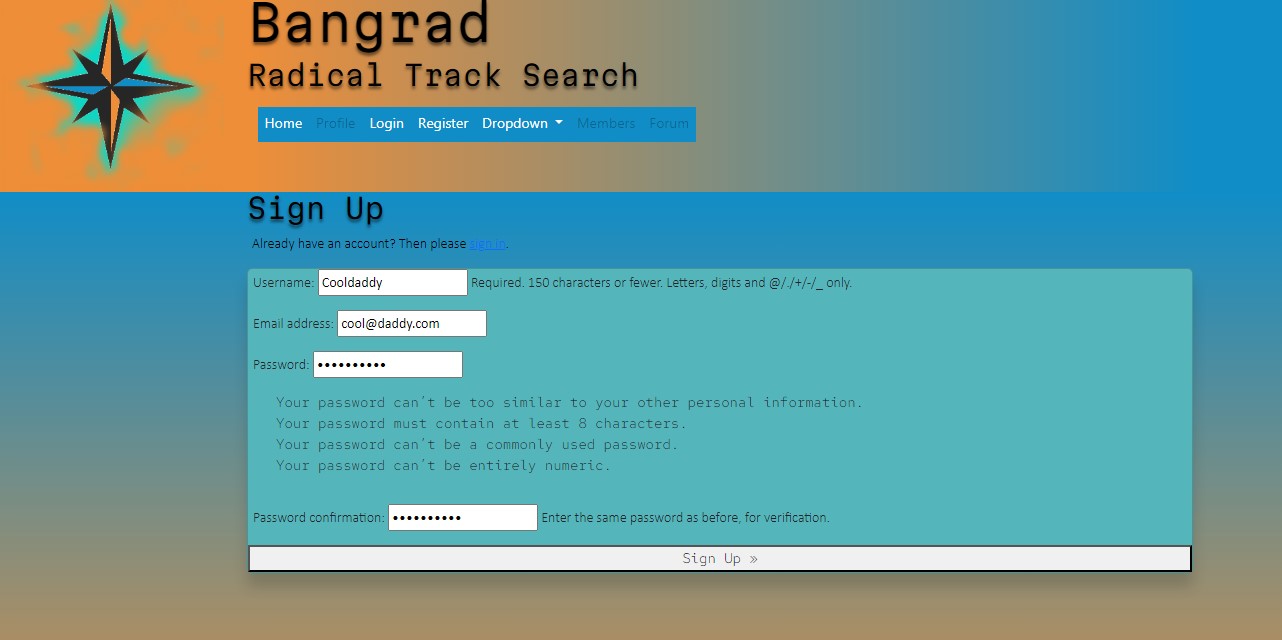 Bangrad
Radical Track Search
Home Profile Login Register Dropdown Members Forum
Sign Up
Already have an account? Then please sign in.
Username: Cooldaddy Required. 150 characters or fewer. Letters, digits and @/./+/-/_ only.
Email address: cool@daddy.com
Password: ••••••••••
Your password can't be too similar to your other personal information.
Your password must contain at least 8 characters.
Your password can't be a commonly used password.
Your password can't be entirely numeric.
Password confirmation: •••••••••• Enter the same password as before, for verification.
Sign Up »